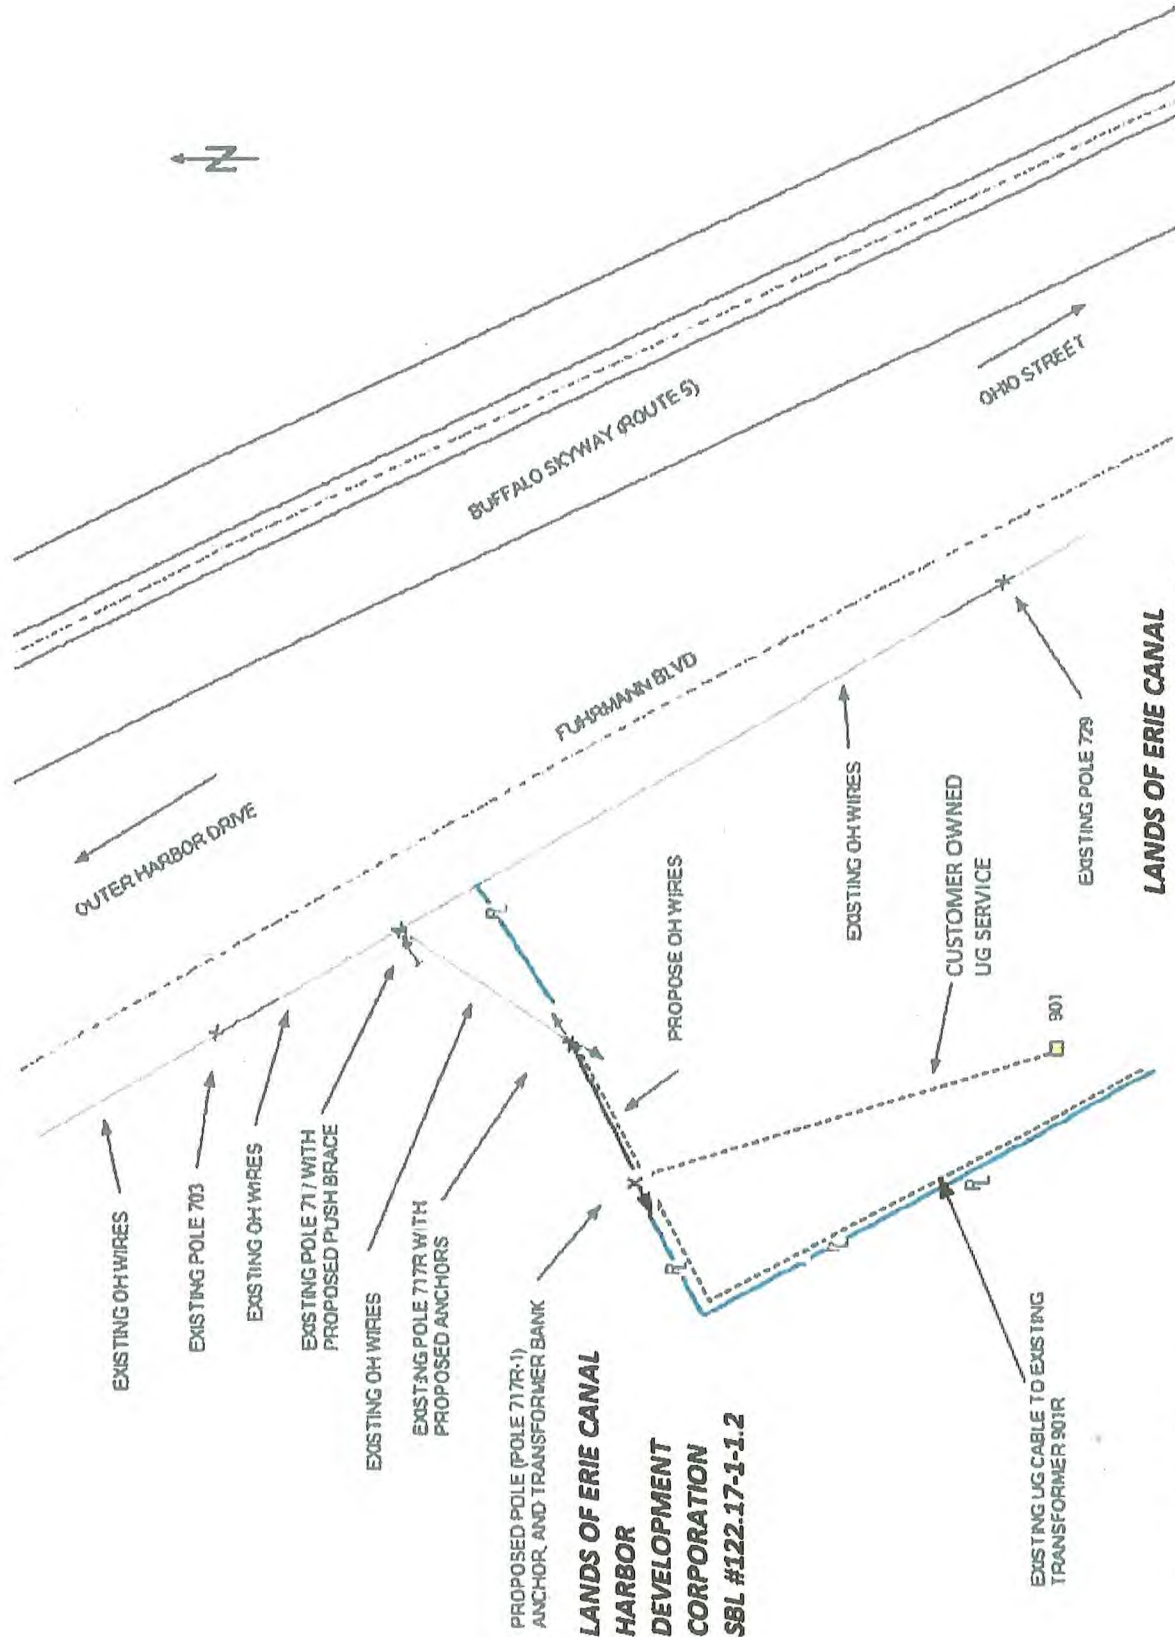 N
OUTER HARBOR DRIVE
BUFFALO SKYWAY (ROUTE 5)
OHIO STREET
FUHRMANN BLVD
EXISTING OH WIRES
EXISTING POLE 703
EXISTING OH WIRES
EXISTING POLE 717 WITH
PROPOSED PUSH BRACE
EXISTING OH WIRES
EXISTING POLE 717R WITH
PROPOSED ANCHORS
PROPOSED POLE (POLE 717R-1)
ANCHOR, AND TRANSFORMER BANK
PROPOSE OH WIRES
EXISTING OH WIRES
CUSTOMER OWNED
UG SERVICE
EXISTING POLE 729
901
PL
PL
PL
PL
LANDS OF ERIE CANAL
HARBOR
DEVELOPMENT
CORPORATION
SBL #122.17-1-1.2
EXISTING UG CABLE TO EXISTING
TRANSFORMER 901R
LANDS OF ERIE CANAL